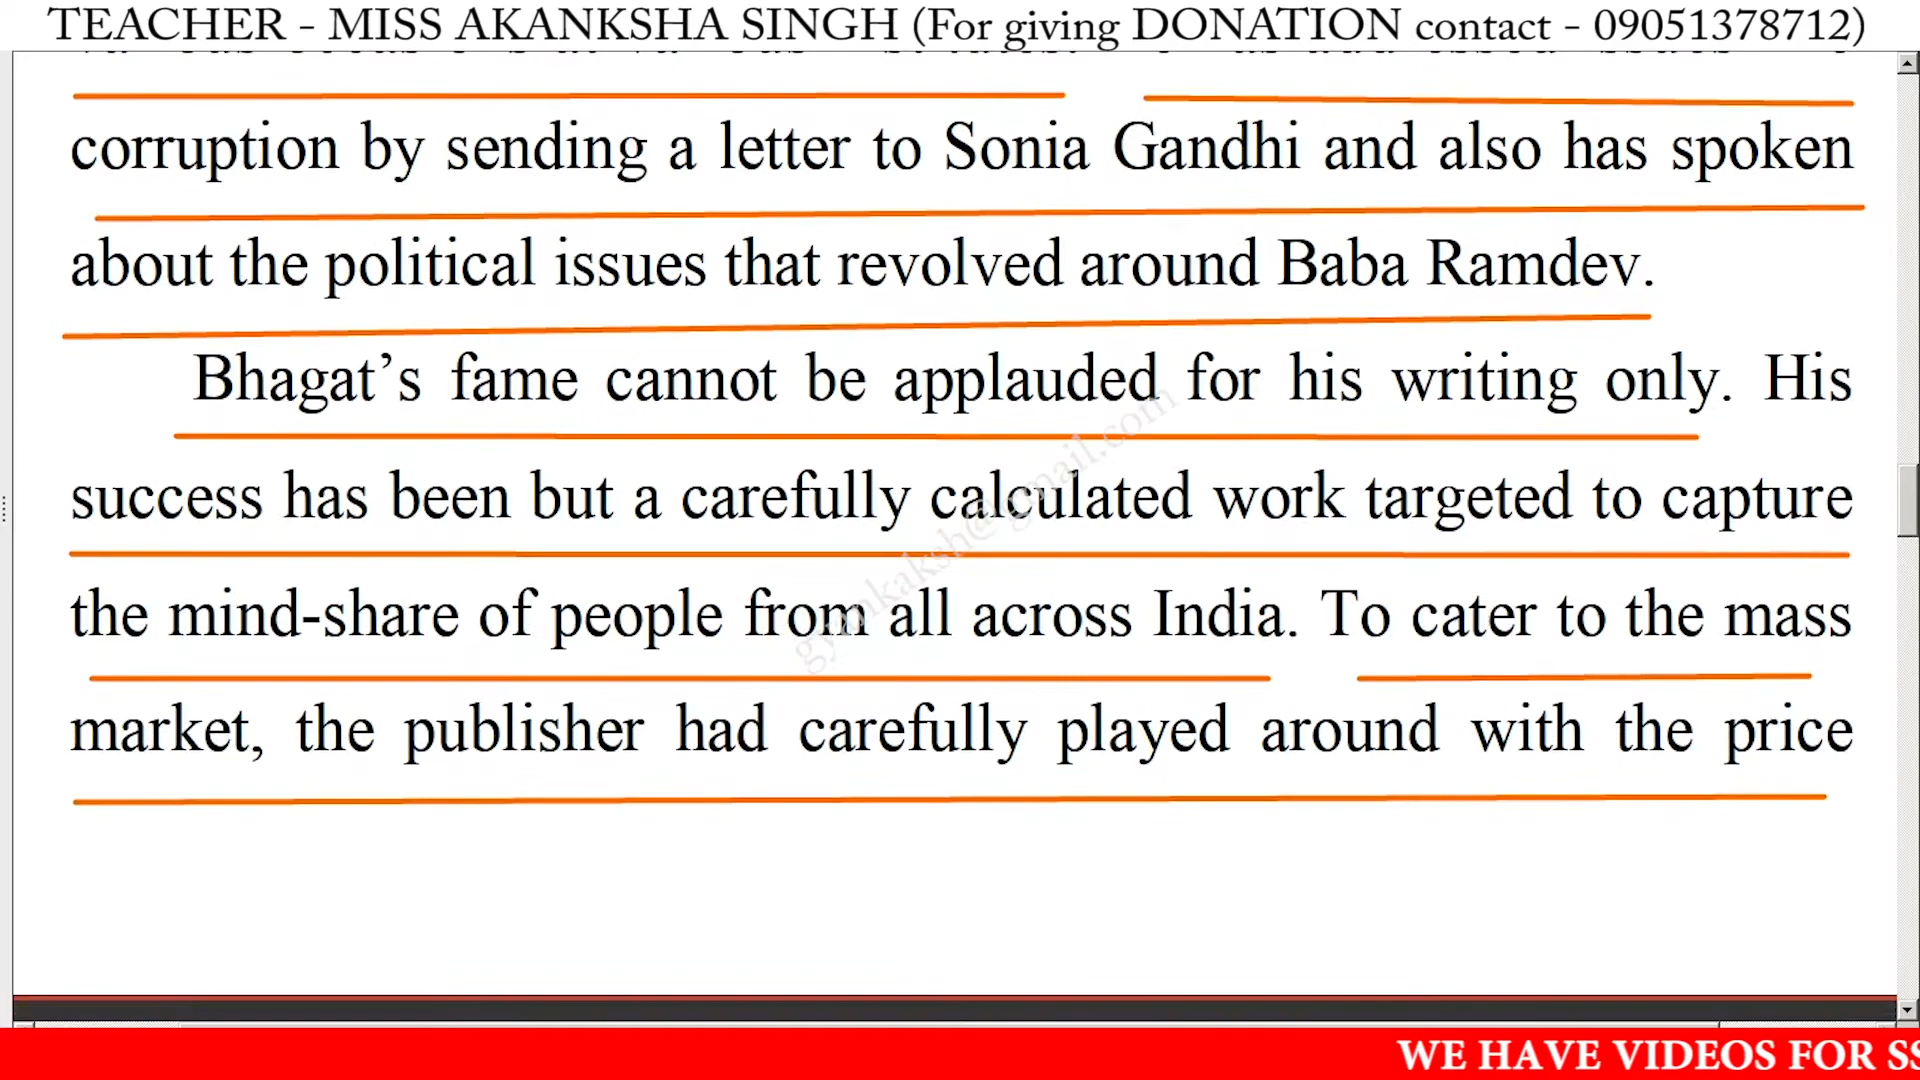 TEACHER - MISS AKANKSHA SINGH (For giving DONATION contact - 09051378712)
corruption by sending a letter to Sonia Gandhi and also has spoken
about the political issues that revolved around Baba Ramdev.
Bhagat’s fame cannot be applauded for his writing only. His
success has been but a carefully calculated work targeted to capture
the mind-share of people from all across India. To cater to the mass
market, the publisher had carefully played around with the price
gyankaksh@gmail.com
WE HAVE VIDEOS FOR SS